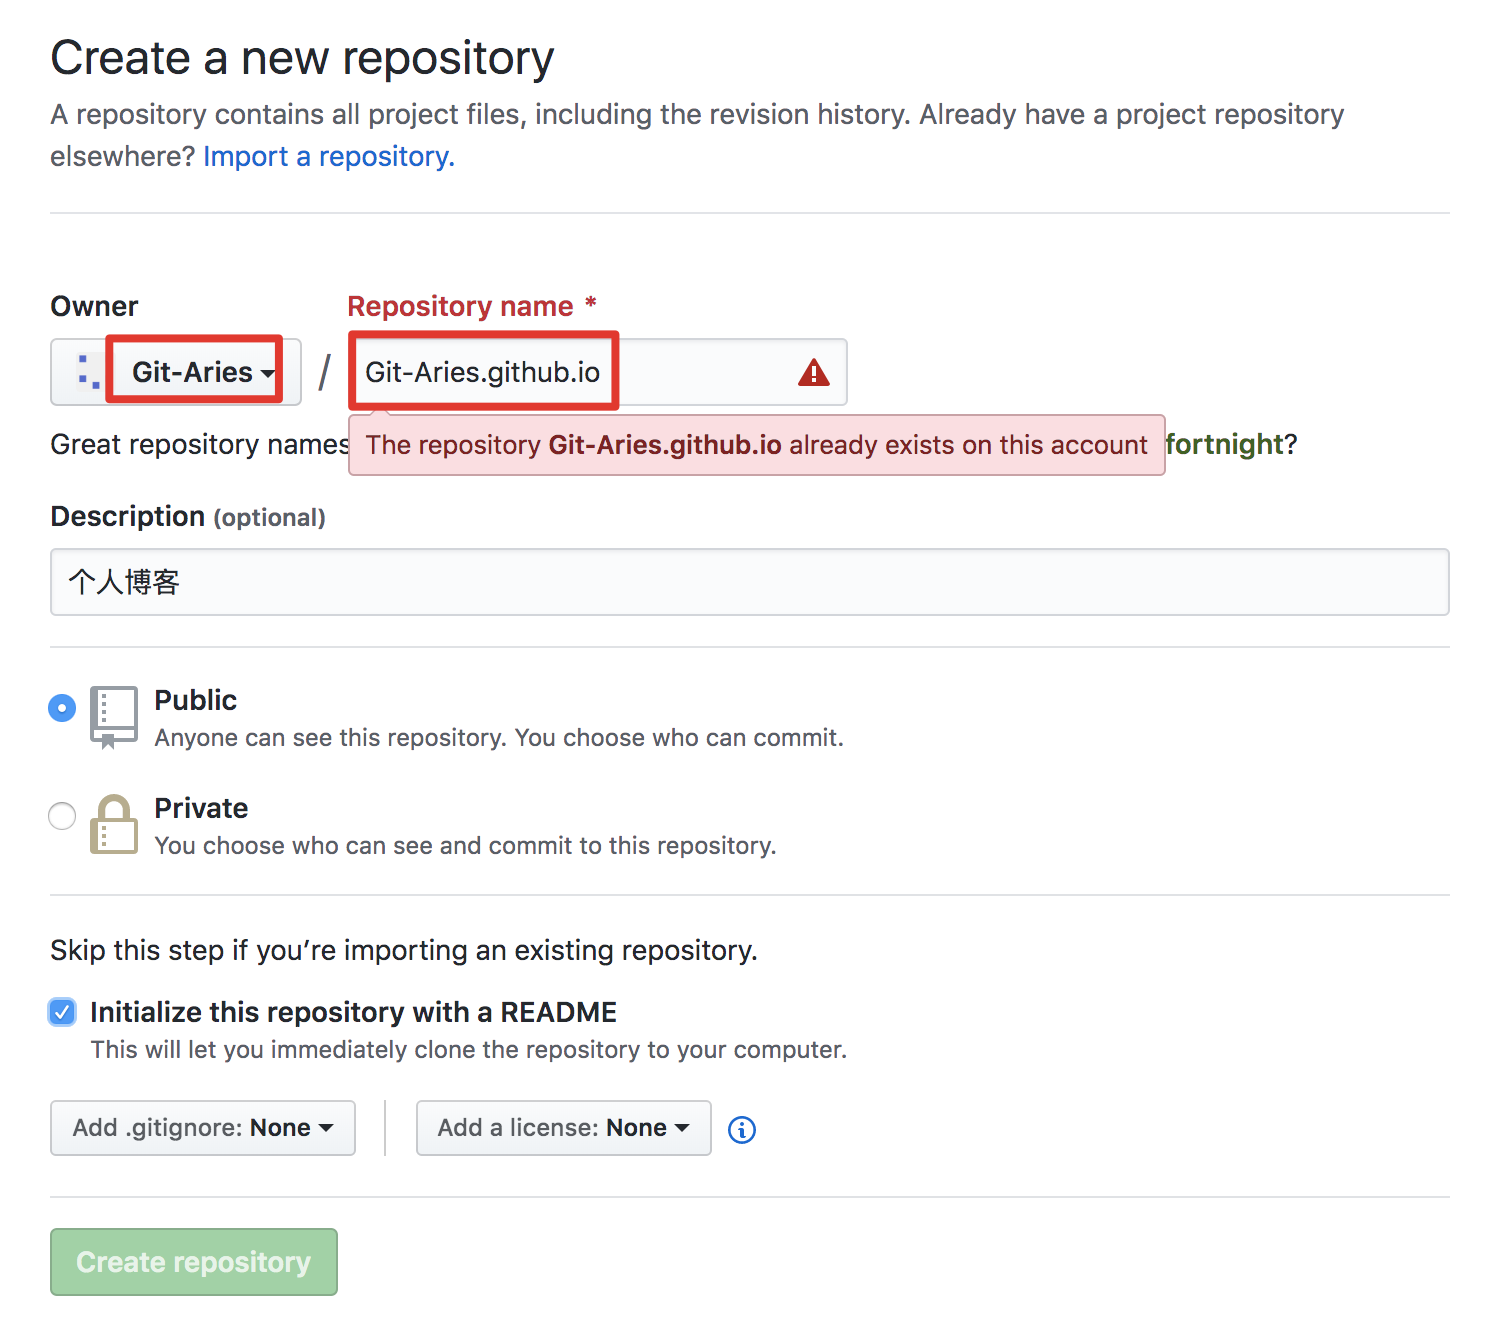 Create a new repository
A repository contains all project files, including the revision history. Already have a project repository
elsewhere? Import a repository.
Owner
Repository name *
Git-Aries
/
Git-Aries.github.io
Great repository names
The repository Git-Aries.github.io already exists on this account
fortnight?
Description (optional)
个人博客
Public
Anyone can see this repository. You choose who can commit.
Private
You choose who can see and commit to this repository.
Skip this step if you’re importing an existing repository.
Initialize this repository with a README
This will let you immediately clone the repository to your computer.
Add .gitignore: None
Add a license: None
Create repository